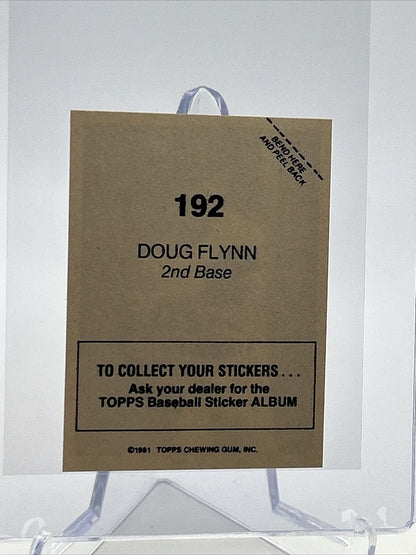 BEND HERE
AND PEEL BACK
192
DOUG FLYNN
2nd Base
TO COLLECT YOUR STICKERS...
Ask your dealer for the
TOPPS Baseball Sticker ALBUM
©1981 TOPPS CHEWING GUM, INC.